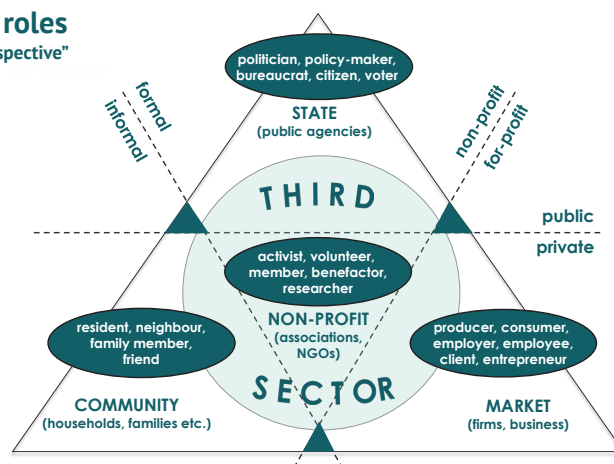 roles
spective”
politician, policy-maker,
bureaucrat, citizen, voter
STATE
(public agencies)
formal
informal
non-profit
for-profit
THIRD
public
private
activist, volunteer,
member, benefactor,
researcher
NON-PROFIT
(associations,
NGOs)
resident, neighbour,
family member,
friend
producer, consumer,
employer, employee,
client, entrepreneur
SECTOR
COMMUNITY
(households, families etc.)
MARKET
(firms, business)